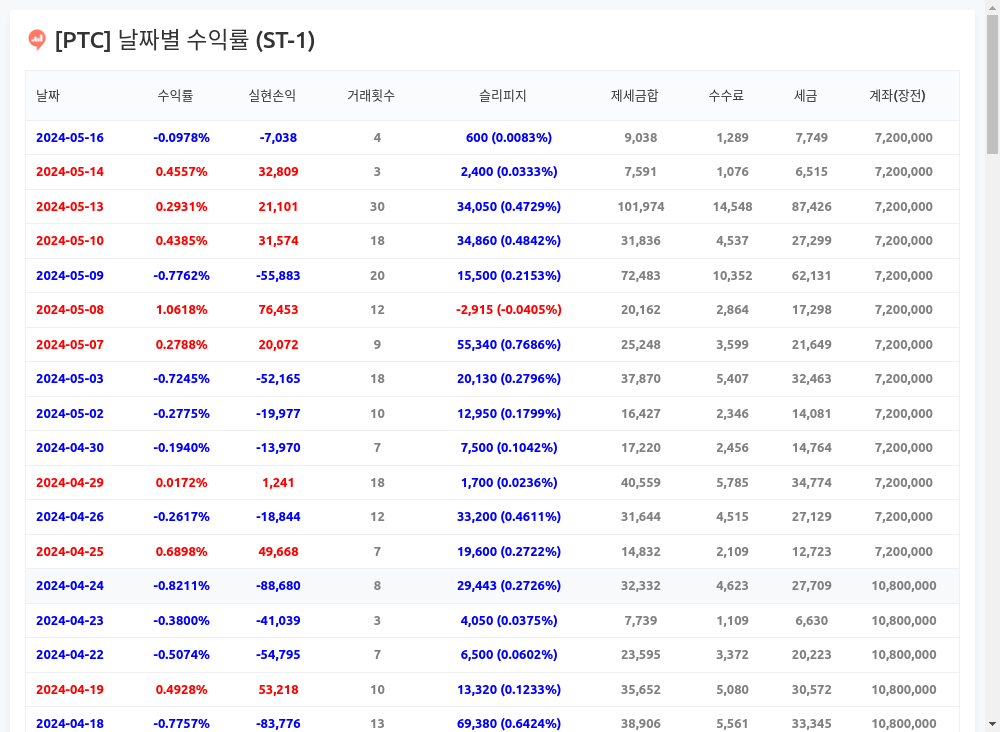 [PTC] 날짜별 수익률 (ST-1)
날짜 수익률 실현손익 거래횟수 슬리피지 제세금합 수수료 세금 계좌(장전)
2024-05-16 -0.0978% -7,038 4 600 (0.0083%) 9,038 1,289 7,749 7,200,000
2024-05-14 0.4557% 32,809 3 2,400 (0.0333%) 7,591 1,076 6,515 7,200,000
2024-05-13 0.2931% 21,101 30 34,050 (0.4729%) 101,974 14,548 87,426 7,200,000
2024-05-10 0.4385% 31,574 18 34,860 (0.4842%) 31,836 4,537 27,299 7,200,000
2024-05-09 -0.7762% -55,883 20 15,500 (0.2153%) 72,483 10,352 62,131 7,200,000
2024-05-08 1.0618% 76,453 12 -2,915 (-0.0405%) 20,162 2,864 17,298 7,200,000
2024-05-07 0.2788% 20,072 9 55,340 (0.7686%) 25,248 3,599 21,649 7,200,000
2024-05-03 -0.7245% -52,165 18 20,130 (0.2796%) 37,870 5,407 32,463 7,200,000
2024-05-02 -0.2775% -19,977 10 12,950 (0.1799%) 16,427 2,346 14,081 7,200,000
2024-04-30 -0.1940% -13,970 7 7,500 (0.1042%) 17,220 2,456 14,764 7,200,000
2024-04-29 0.0172% 1,241 18 1,700 (0.0236%) 40,559 5,785 34,774 7,200,000
2024-04-26 -0.2617% -18,844 12 33,200 (0.4611%) 31,644 4,515 27,129 7,200,000
2024-04-25 0.6898% 49,668 7 19,600 (0.2722%) 14,832 2,109 12,723 7,200,000
2024-04-24 -0.8211% -88,680 8 29,443 (0.2726%) 32,332 4,623 27,709 10,800,000
2024-04-23 -0.3800% -41,039 3 4,050 (0.0375%) 7,739 1,109 6,630 10,800,000
2024-04-22 -0.5074% -54,795 7 6,500 (0.0602%) 23,595 3,372 20,223 10,800,000
2024-04-19 0.4928% 53,218 10 13,320 (0.1233%) 35,652 5,080 30,572 10,800,000
2024-04-18 -0.7757% -83,776 13 69,380 (0.6424%) 38,906 5,561 33,345 10,800,000